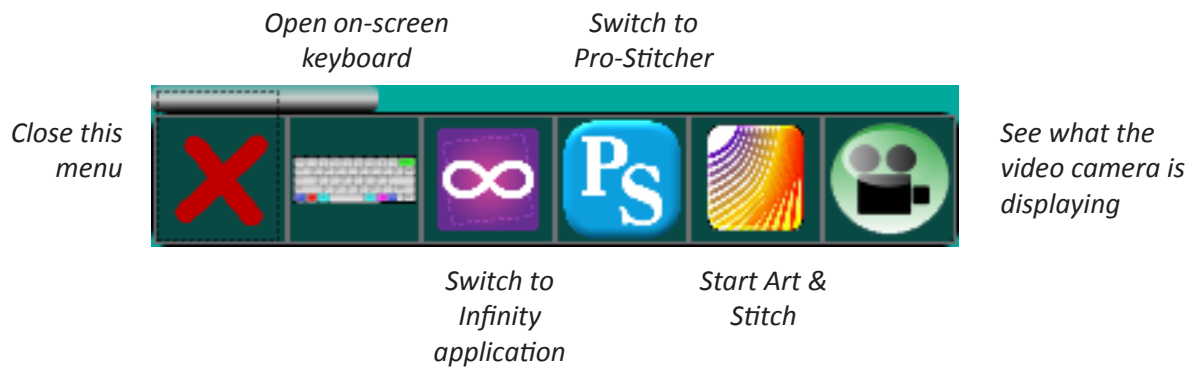 Open on-screen
keyboard
Switch to
Pro-Stitcher
Close this
menu
PS
See what the
video camera is
displaying
Switch to
Infinity
application
Start Art &
Stitch